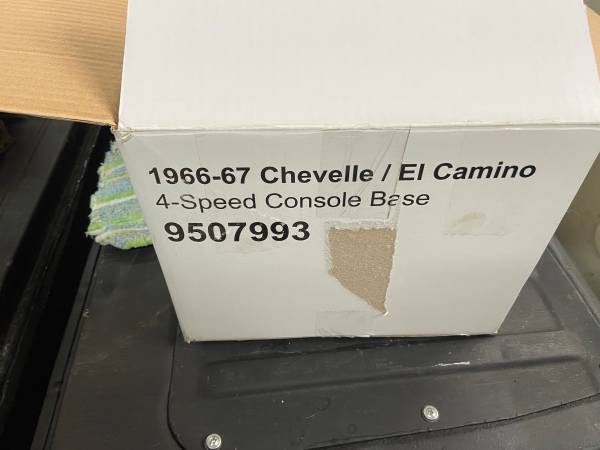 1966-67 Chevelle / El Camino
4-Speed Console Base
9507993